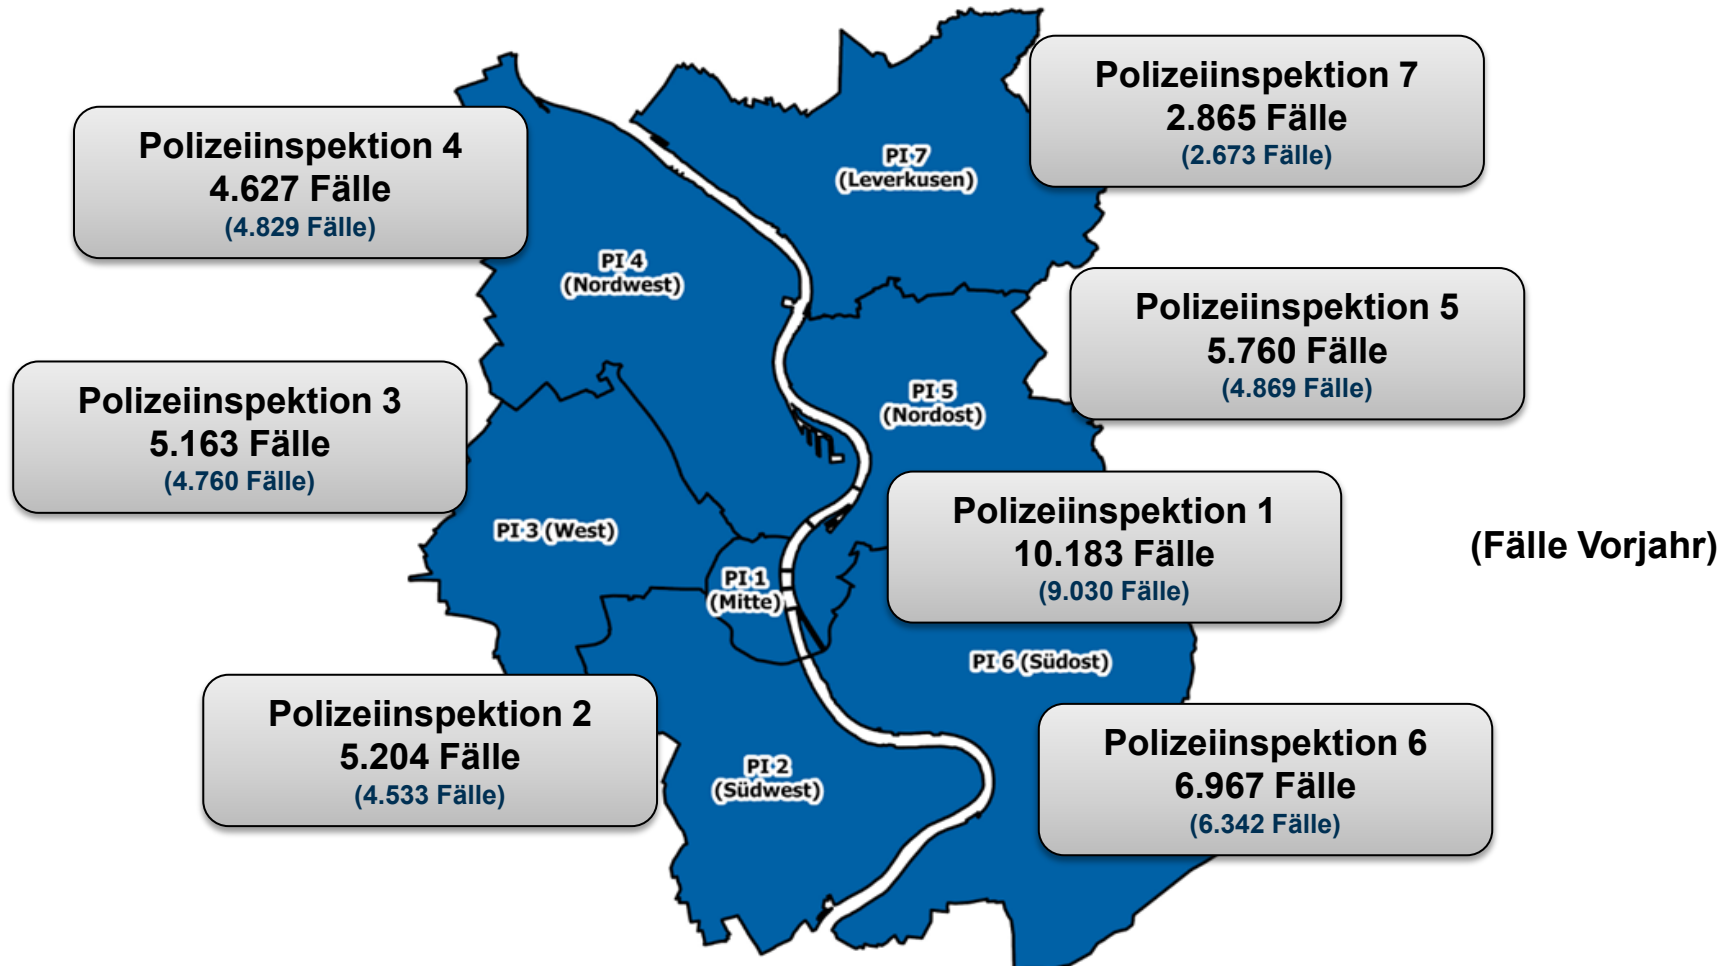 Polizeiinspektion 7
2.865 Fälle
(2.673 Fälle)
Polizeiinspektion 4
4.627 Fälle
(4.829 Fälle)
PI 7
(Leverkusen)
PI 4
(Nordwest)
Polizeiinspektion 5
5.760 Fälle
(4.869 Fälle)
Polizeiinspektion 3
5.163 Fälle
(4.760 Fälle)
PI 5
(Nordost)
PI 3 (West)
Polizeiinspektion 1
10.183 Fälle
(9.030 Fälle)
(Fälle Vorjahr)
PI 1
(Mitte)
PI 6 (Südost)
Polizeiinspektion 2
5.204 Fälle
(4.533 Fälle)
PI 2
(Südwest)
Polizeiinspektion 6
6.967 Fälle
(6.342 Fälle)